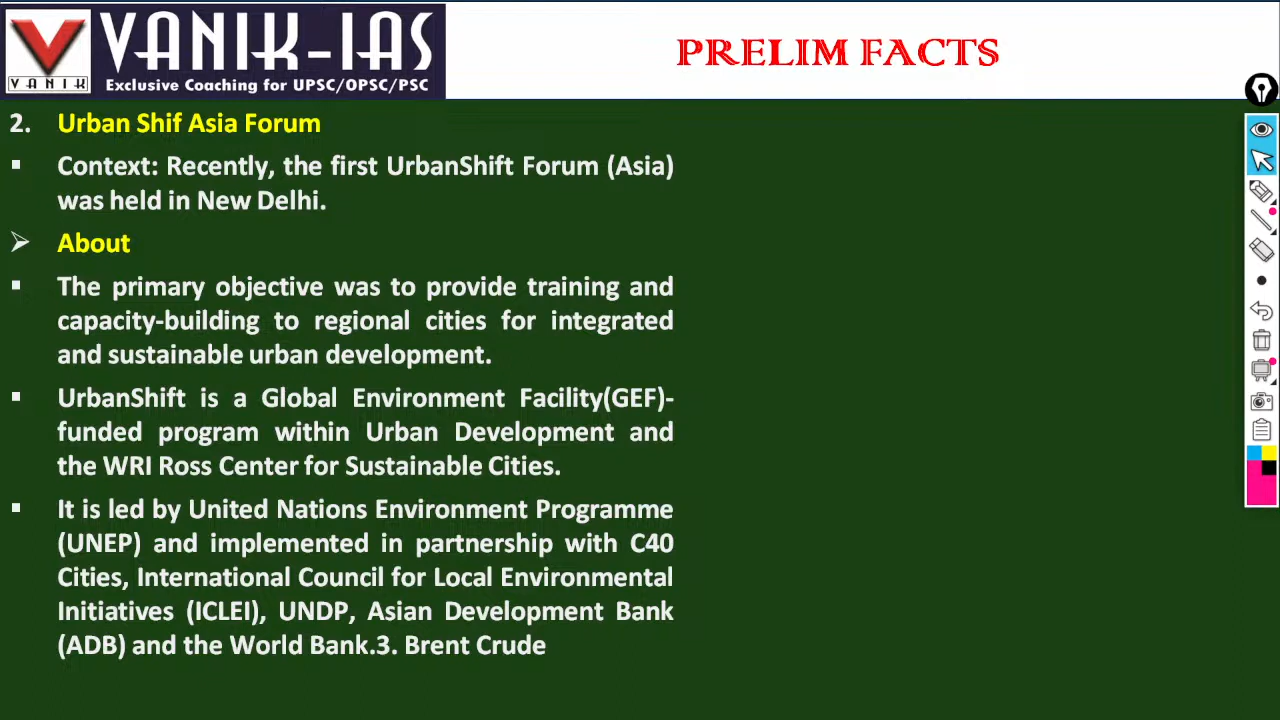 VANIK-IAS
VANIK
Exclusive Coaching for UPSC/OPSC/PSC
PRELIM FACTS
2. Urban Shif Asia Forum
▪ Context: Recently, the first UrbanShift Forum (Asia)
was held in New Delhi.
➢ About
▪ The primary objective was to provide training and
capacity-building to regional cities for integrated
and sustainable urban development.
▪ UrbanShift is a Global Environment Facility(GEF)-
funded program within Urban Development and
the WRI Ross Center for Sustainable Cities.
▪ It is led by United Nations Environment Programme
(UNEP) and implemented in partnership with C40
Cities, International Council for Local Environmental
Initiatives (ICLEI), UNDP, Asian Development Bank
(ADB) and the World Bank.3. Brent Crude